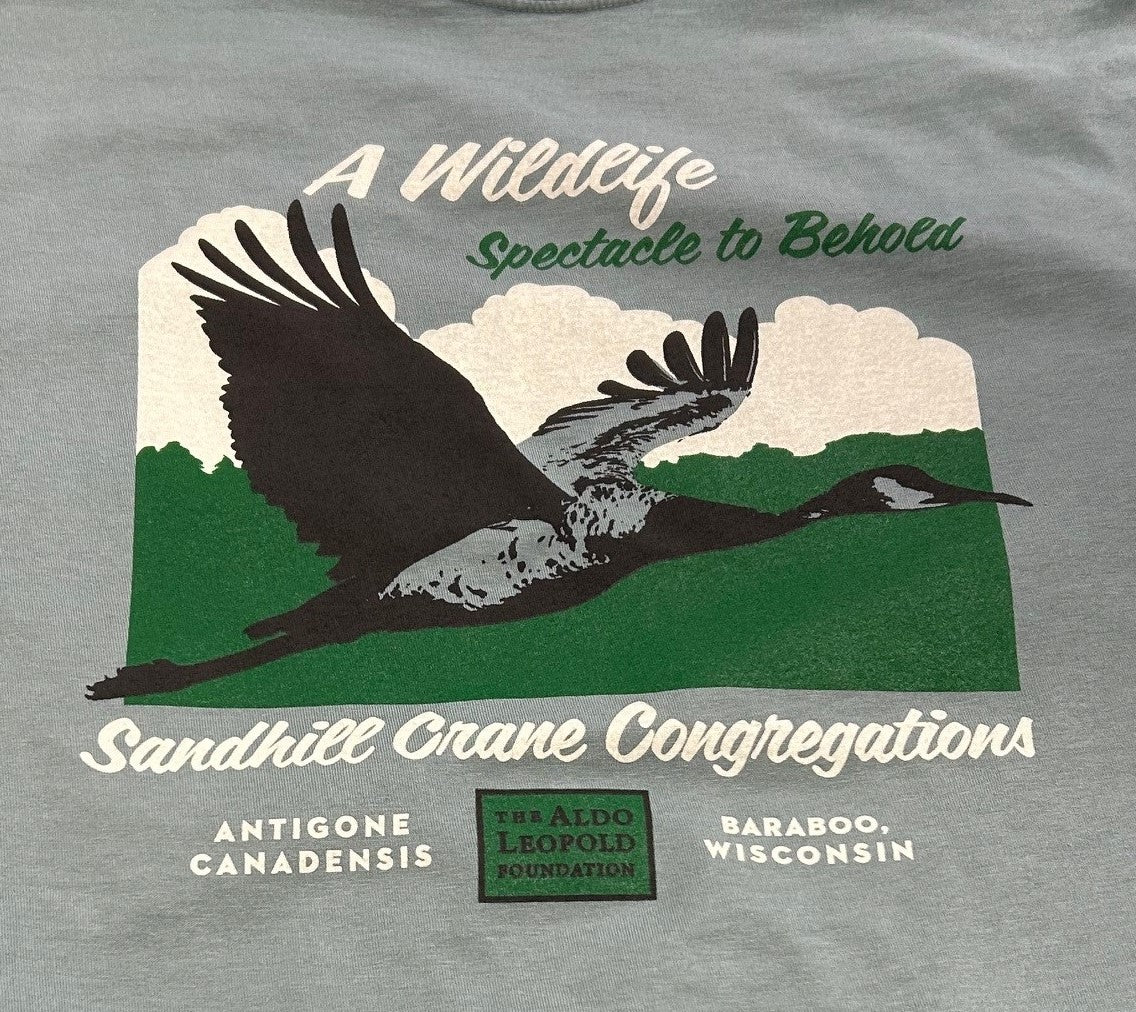 A Wildlife
Spectacle to Behold
Sandhill Crane Congregations
ANTIGONE
CANADENSIS
THE ALDO
LEOPOLD
FOUNDATION
BARABOO,
WISCONSIN